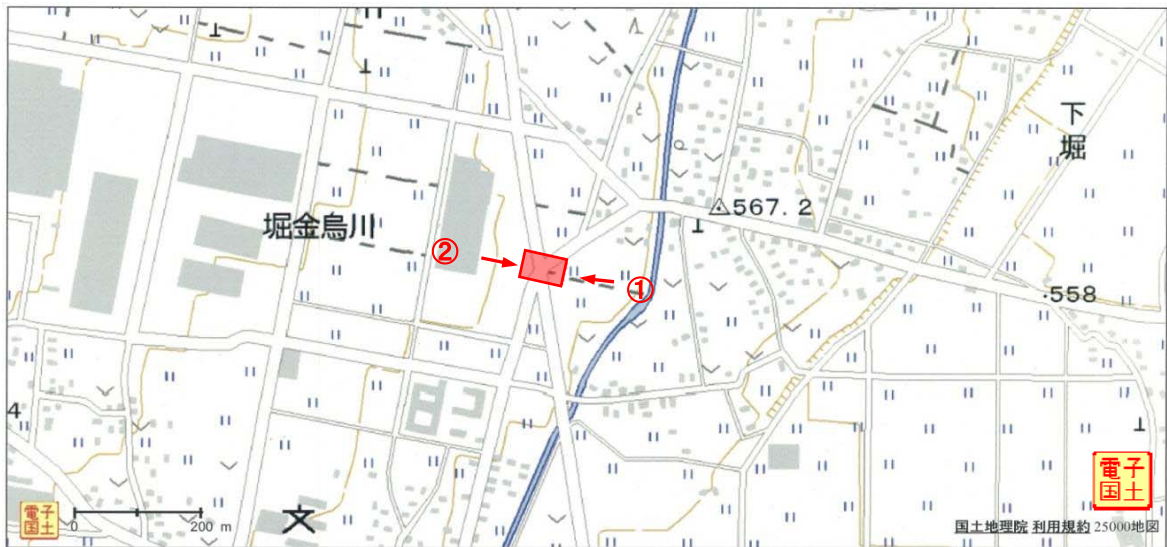 下堀
堀金烏川
567.2
②
①
558
4
文
電子国土
0 200 m
電子国土
国土地理院 利用規約 25000地図